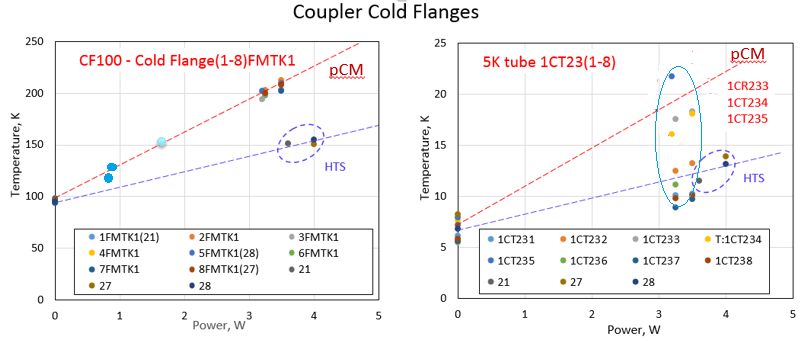 Coupler Cold Flanges
CF100 - Cold Flange(1-8)FMTK1
pCM
HTS
Temperature, K
250
200
150
100
50
0
0 1 2 3 4 5
Power, W
1FMTK1(21) 2FMTK1 3FMTK1
4FMTK1 5FMTK1(28) 6FMTK1
7FMTK1 8FMTK1(27) 21
27 28
5K tube 1CT23(1-8)
pCM
1CR233
1CT234
1CT235
HTS
Temperature, K
25
20
15
10
5
0
0 1 2 3 4 5
Power, W
1CT231 1CT232 1CT233 T:1CT234
1CT235 1CT236 1CT237 1CT238
21 27 28